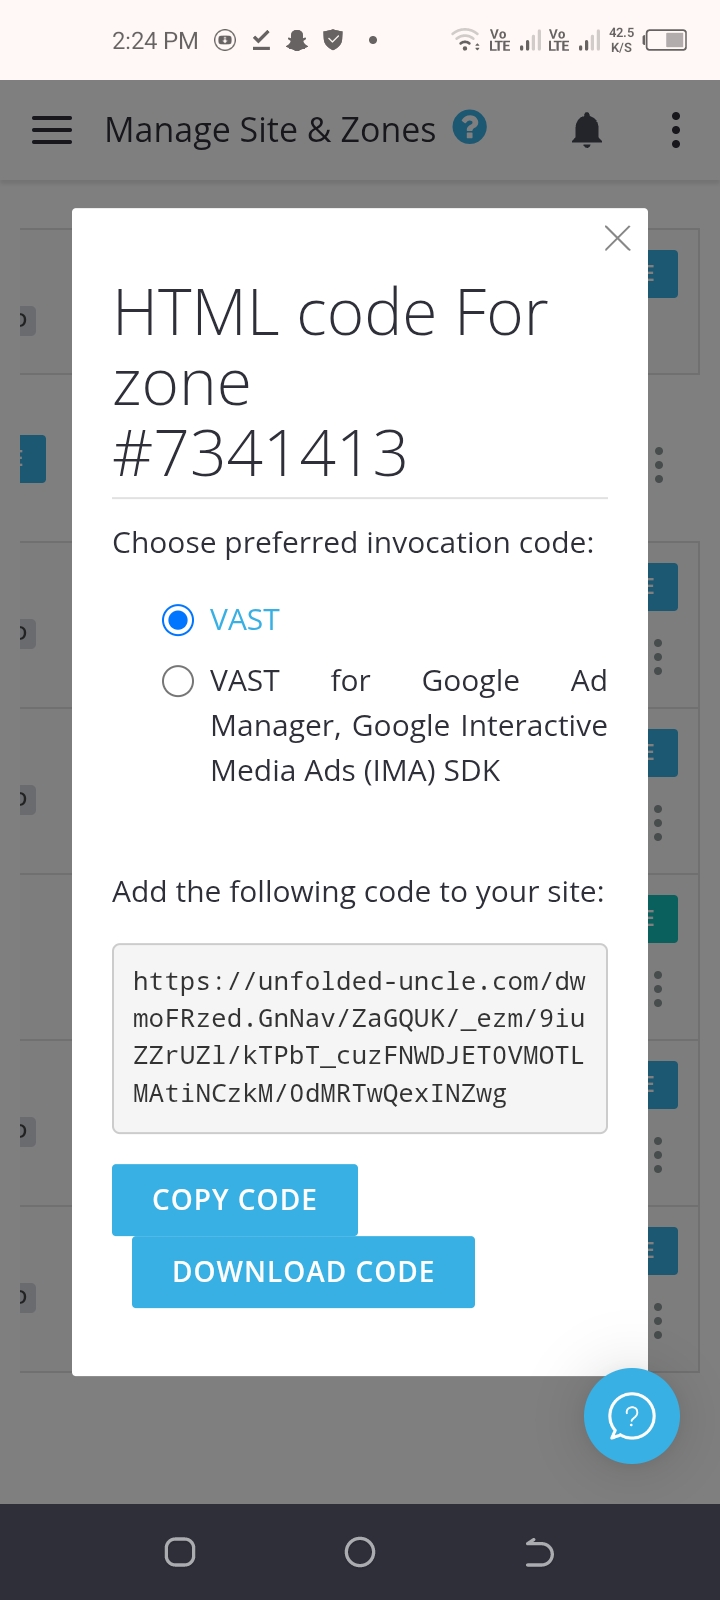 2:24 PM
Vo LTE
Vo LTE
42.5 K/S
Manage Site & Zones ?
HTML code For
zone
#7341413
Choose preferred invocation code:
VAST
VAST for Google Ad
Manager, Google Interactive
Media Ads (IMA) SDK
Add the following code to your site:
https://unfolded-uncle.com/dw
moFRzed.GnNav/ZaGQUK/_ezm/9iu
ZZrUZl/kTPbT_cuzFNWDJET0VMOTL
MAtiNCzkM/0dMRTwQexINZwg
COPY CODE
DOWNLOAD CODE
?